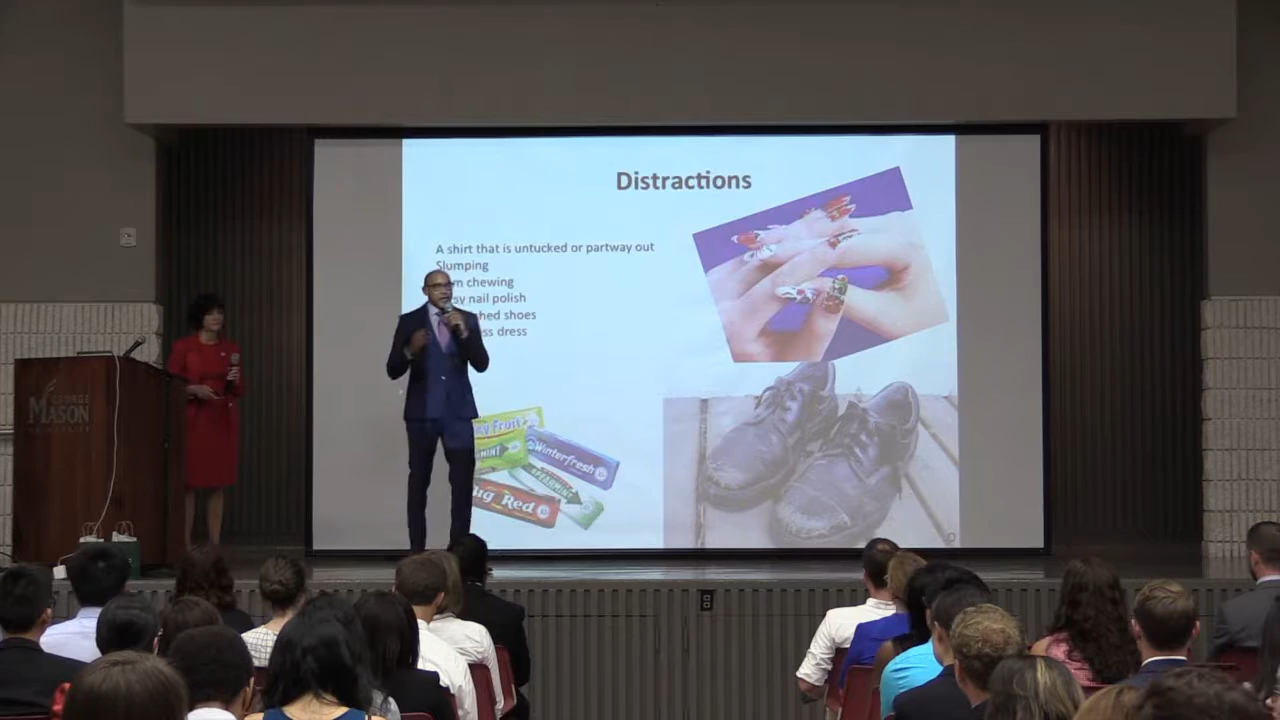 Distractions
A shirt that is untucked or partway out
Slumping
chewing
nail polish
shoes
dress
Winterfresh
SPEARMINT
Big Red
GEORGE
MASON